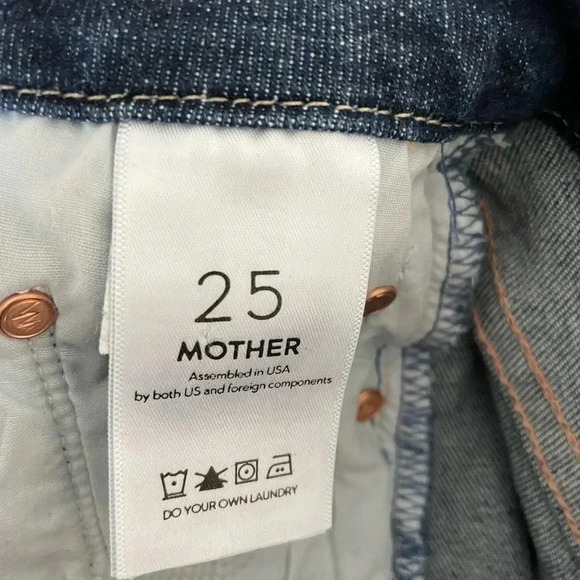 25
MOTHER
Assembled in USA
by both US and foreign components
DO YOUR OWN LAUNDRY